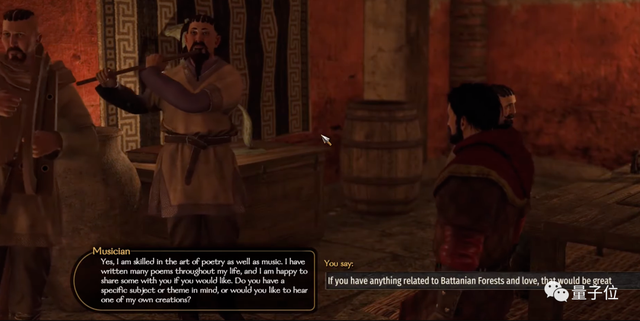 Musician
Yes, I am skilled in the art of poetry as well as music. I have
written many poems throughout my life, and I am happy to
share some with you if you would like. Do you have a
specific subject or theme in mind, or would you like to hear
one of my own creations?
You say:
If you have anything related to Battanian Forests and love, that would be great
量子位